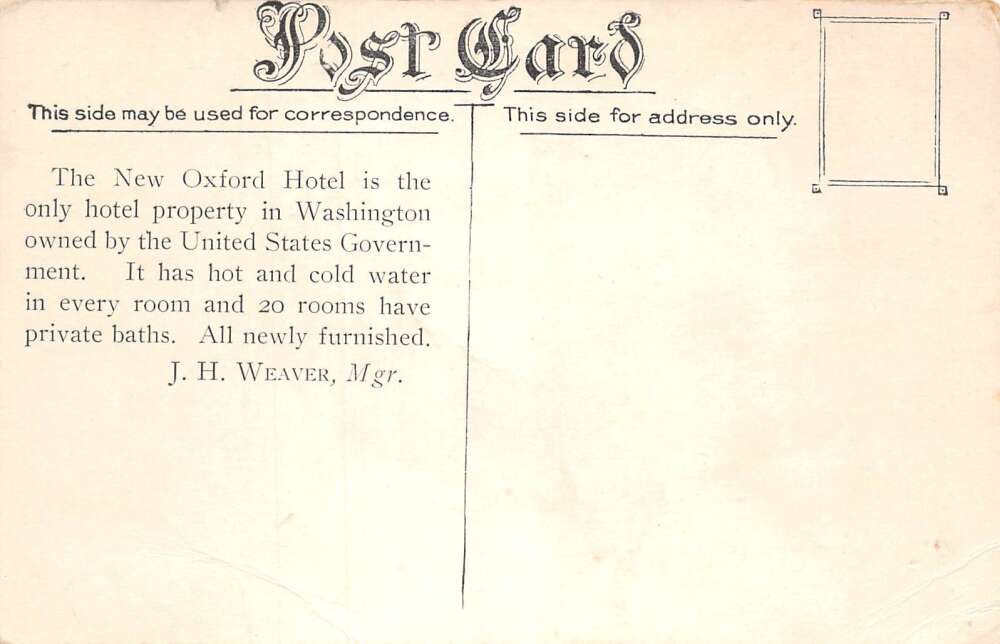 Post Card
This side may be used for correspondence.
This side for address only.
The New Oxford Hotel is the
only hotel property in Washington
owned by the United States Govern-
ment. It has hot and cold water
in every room and 20 rooms have
private baths. All newly furnished.
J. H. Weaver, Mgr.